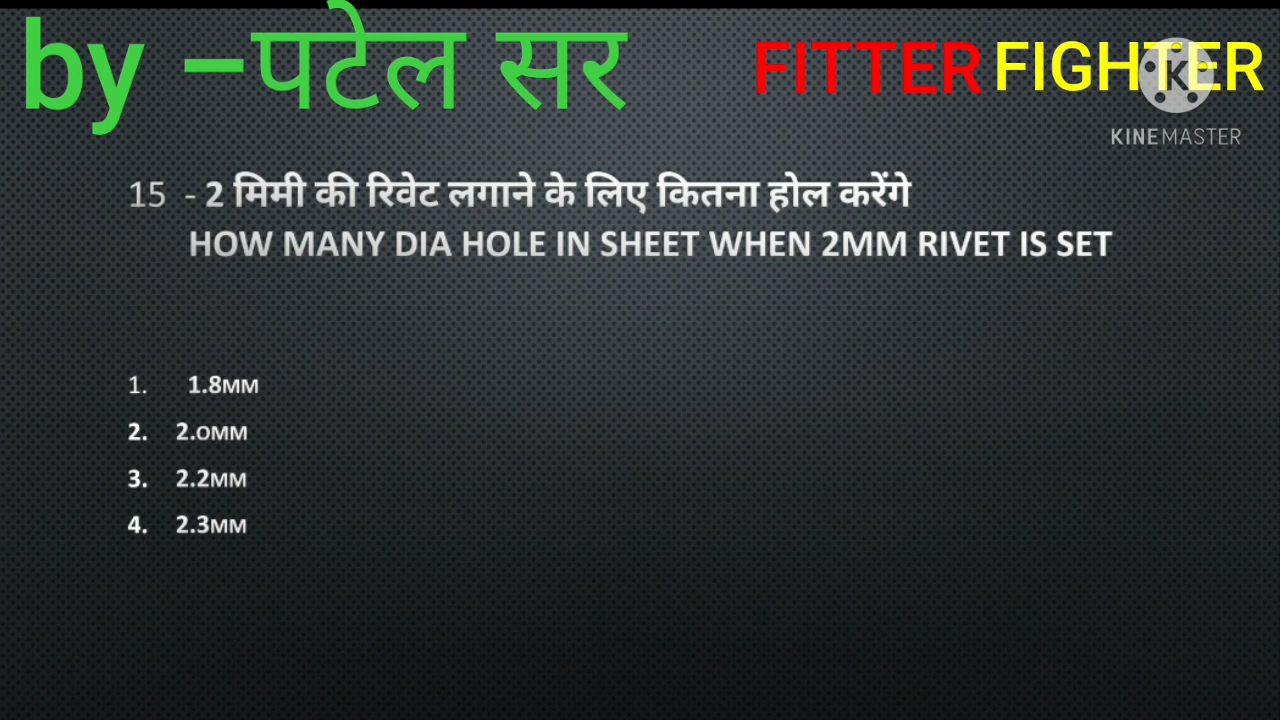 by –पटेल सर
FITTER FIGHTER
K
KINEMASTER
15 - 2 मिमी की रिवेट लगाने के लिए कितना होल करेंगे
HOW MANY DIA HOLE IN SHEET WHEN 2MM RIVET IS SET
1. 1.8MM
2. 2.0MM
3. 2.2MM
4. 2.3MM